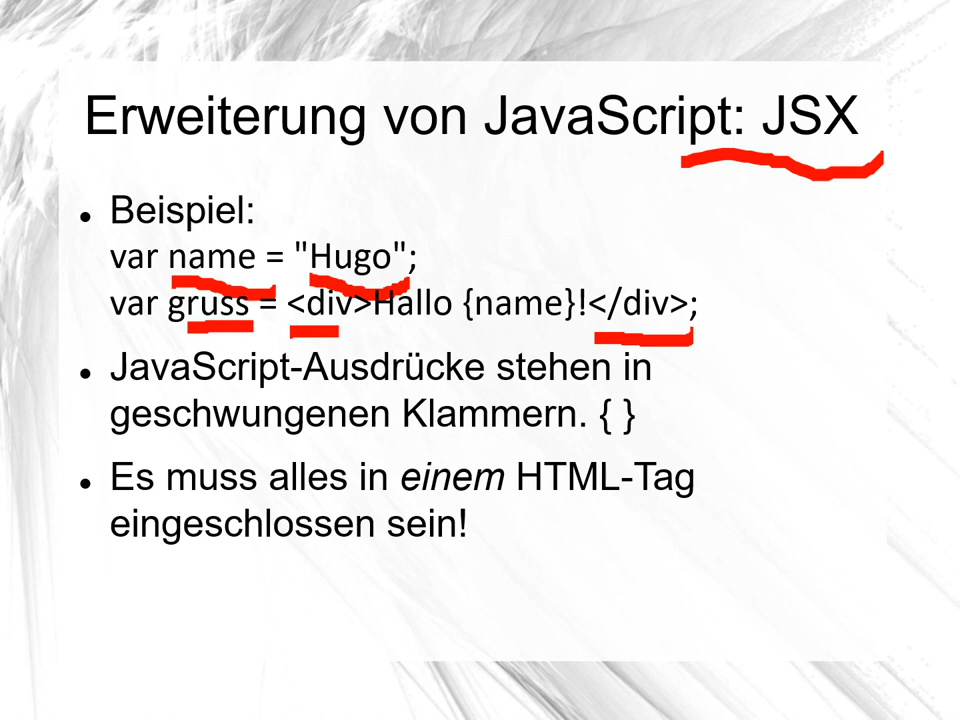 Erweiterung von JavaScript: JSX
● Beispiel:
var name = "Hugo";
var gruss = <div>Hallo {name}!</div>;
● JavaScript-Ausdrücke stehen in
geschwungenen Klammern. { }
● Es muss alles in einem HTML-Tag
eingeschlossen sein!